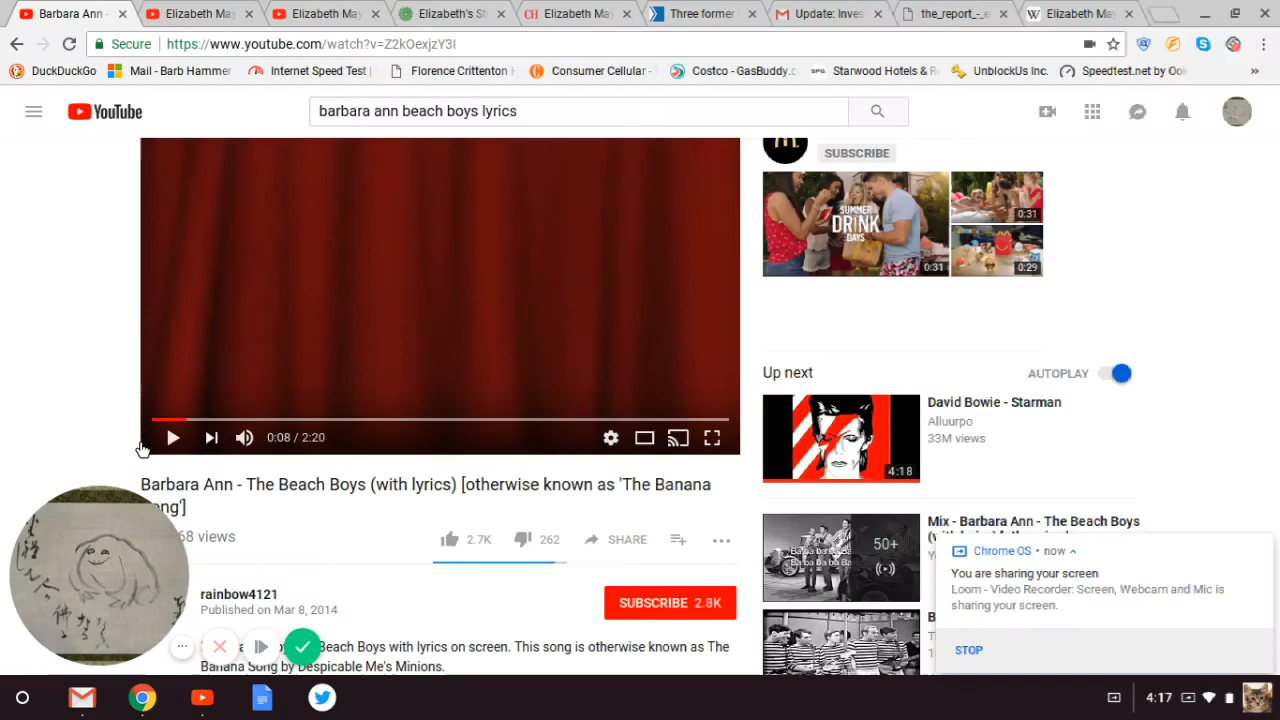 Barbara Ann -
Elizabeth May
Elizabeth May
Elizabeth's St
CH Elizabeth May
Three former
Update: Inves
the_report_-_e
W Elizabeth May
Secure https://www.youtube.com/watch?v=Z2kOexjzY3I
DuckDuckGo
Mail - Barb Hammer
Internet Speed Test |
Florence Crittenton H
Consumer Cellular -
Costco - GasBuddy.c
SPG Starwood Hotels & R
UnblockUs Inc.
Speedtest.net by Ook
»
YouTube
barbara ann beach boys lyrics
SUBSCRIBE
SUMMER
DRINK
DAYS
0:31
0:31
0:29
0:08 / 2:20
Up next
AUTOPLAY
David Bowie - Starman
Alluurpo
33M views
4:18
Barbara Ann - The Beach Boys (with lyrics) [otherwise known as 'The Banana
ong']
68 views
2.7K
262
SHARE
rainbow4121
Published on Mar 8, 2014
SUBSCRIBE 2.8K
Beach Boys with lyrics on screen. This song is otherwise known as The
Banana Song by Despicable Me's Minions.
Mix - Barbara Ann - The Beach Boys
50+
Chrome OS • now
You are sharing your screen
Loom - Video Recorder: Screen, Webcam and Mic is
sharing your screen.
STOP
4:17